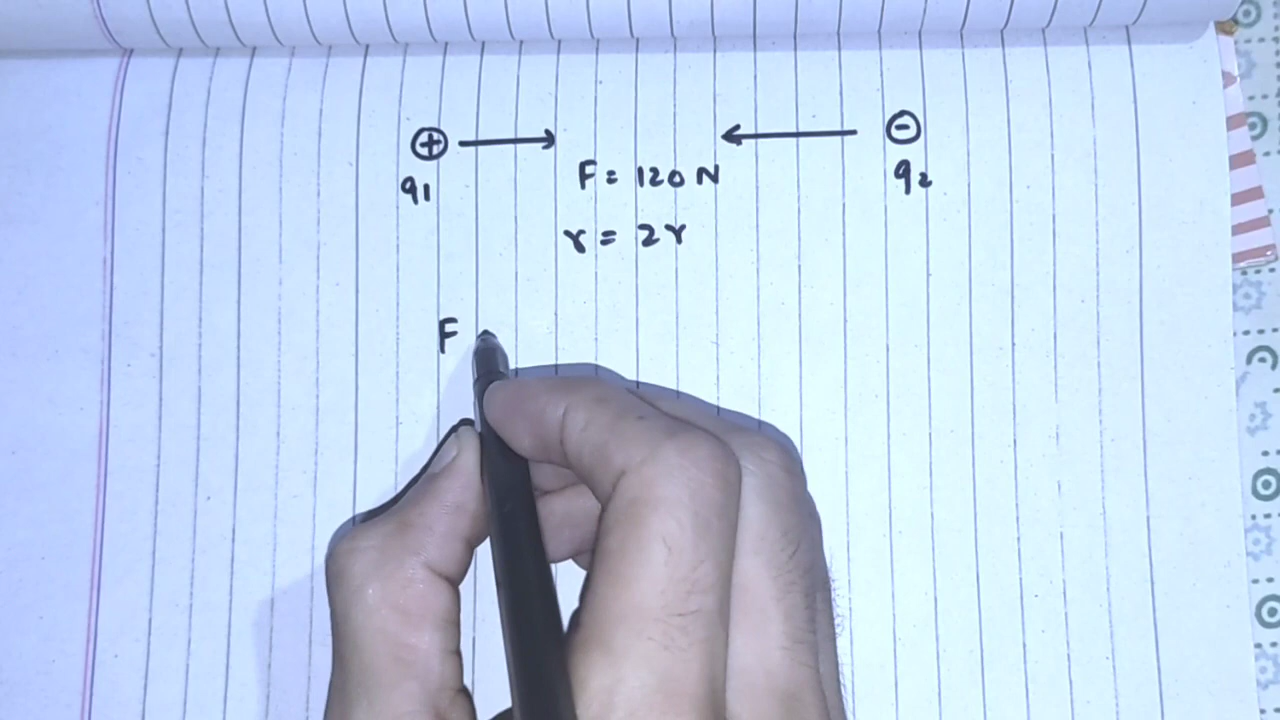 ⊕ → ← ⊖
q₁ F = 120 N q₂
r = 2r
F